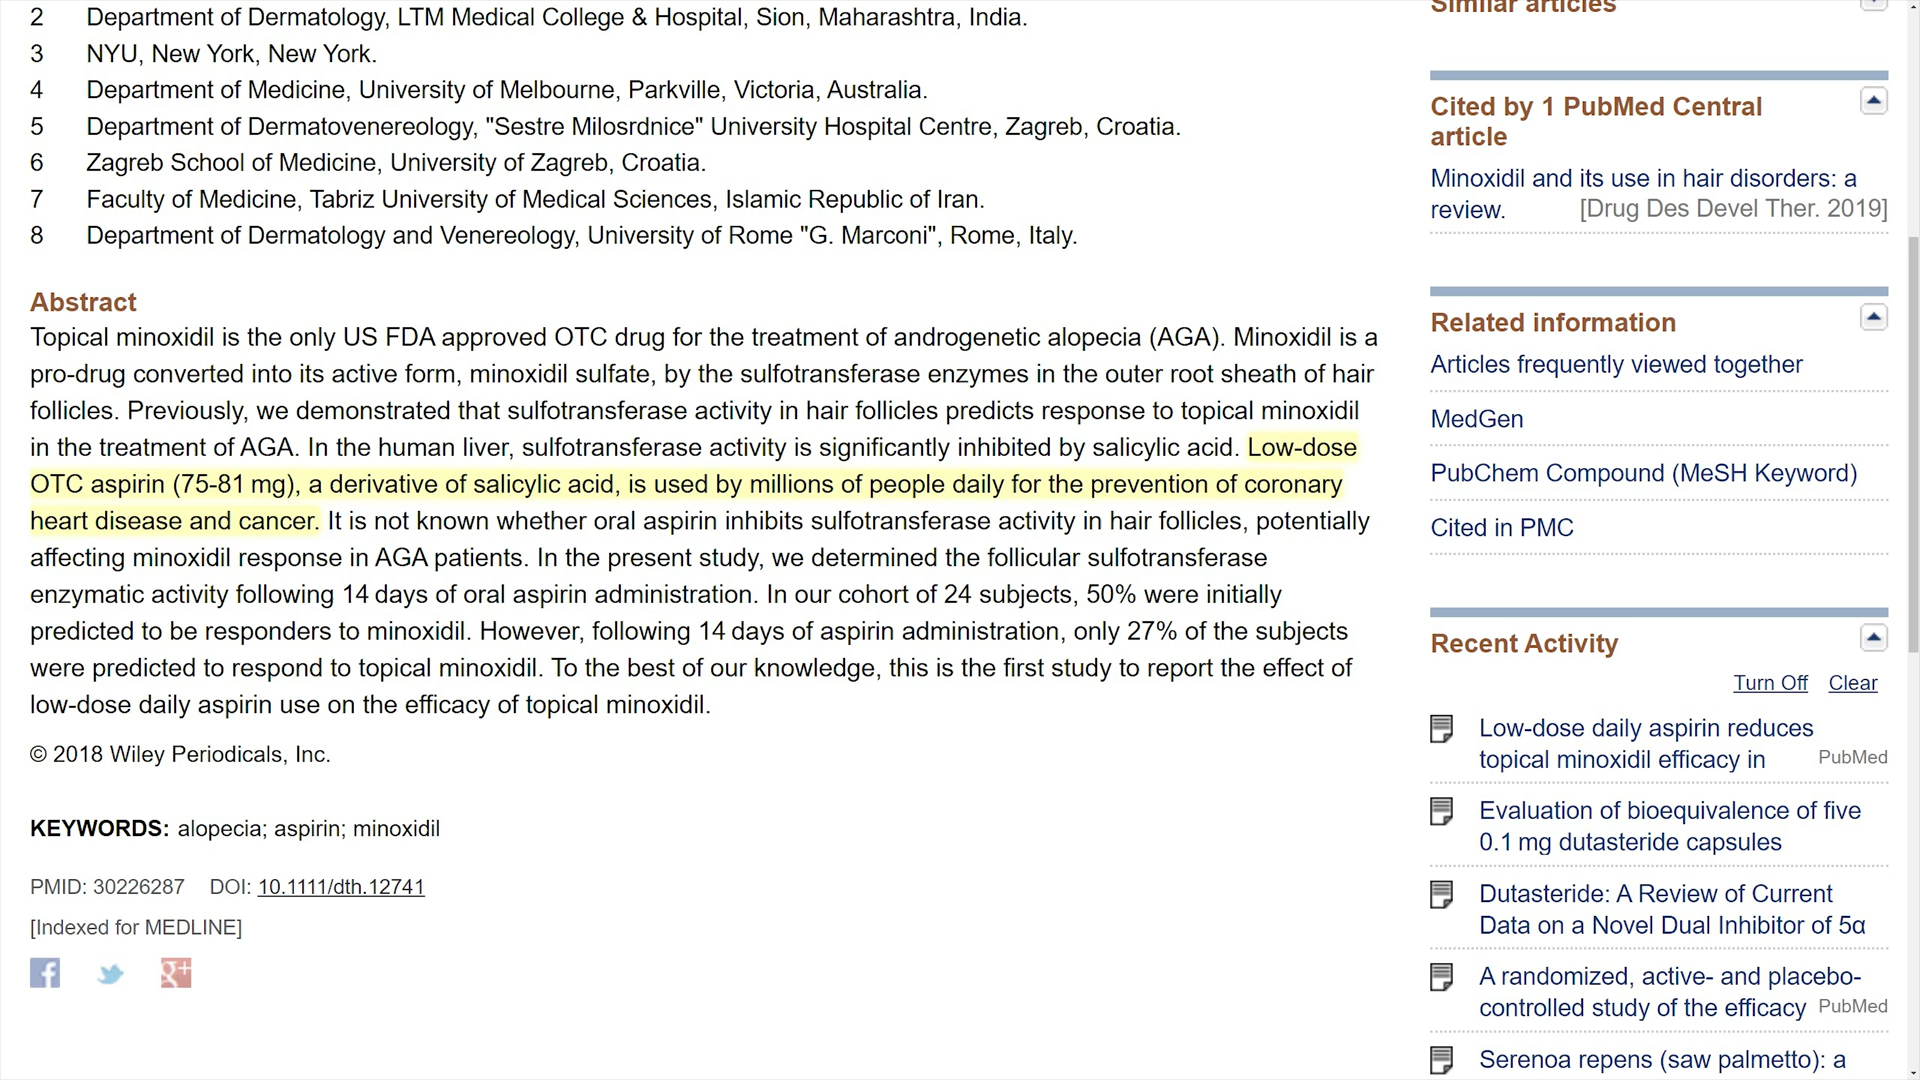 2 Department of Dermatology, LTM Medical College & Hospital, Sion, Maharashtra, India.
3 NYU, New York, New York.
4 Department of Medicine, University of Melbourne, Parkville, Victoria, Australia.
5 Department of Dermatovenereology, "Sestre Milosrdnice" University Hospital Centre, Zagreb, Croatia.
6 Zagreb School of Medicine, University of Zagreb, Croatia.
7 Faculty of Medicine, Tabriz University of Medical Sciences, Islamic Republic of Iran.
8 Department of Dermatology and Venereology, University of Rome "G. Marconi", Rome, Italy.
Abstract
Topical minoxidil is the only US FDA approved OTC drug for the treatment of androgenetic alopecia (AGA). Minoxidil is a
pro-drug converted into its active form, minoxidil sulfate, by the sulfotransferase enzymes in the outer root sheath of hair
follicles. Previously, we demonstrated that sulfotransferase activity in hair follicles predicts response to topical minoxidil
in the treatment of AGA. In the human liver, sulfotransferase activity is significantly inhibited by salicylic acid. Low-dose
OTC aspirin (75-81 mg), a derivative of salicylic acid, is used by millions of people daily for the prevention of coronary
heart disease and cancer. It is not known whether oral aspirin inhibits sulfotransferase activity in hair follicles, potentially
affecting minoxidil response in AGA patients. In the present study, we determined the follicular sulfotransferase
enzymatic activity following 14 days of oral aspirin administration. In our cohort of 24 subjects, 50% were initially
predicted to be responders to minoxidil. However, following 14 days of aspirin administration, only 27% of the subjects
were predicted to respond to topical minoxidil. To the best of our knowledge, this is the first study to report the effect of
low-dose daily aspirin use on the efficacy of topical minoxidil.
© 2018 Wiley Periodicals, Inc.
KEYWORDS: alopecia; aspirin; minoxidil
PMID: 30226287 DOI: 10.1111/dth.12741
[Indexed for MEDLINE]
Similar articles
Cited by 1 PubMed Central
article
Minoxidil and its use in hair disorders: a
review. [Drug Des Devel Ther. 2019]
Related information
Articles frequently viewed together
MedGen
PubChem Compound (MeSH Keyword)
Cited in PMC
Recent Activity
Turn Off Clear
Low-dose daily aspirin reduces
topical minoxidil efficacy in PubMed
Evaluation of bioequivalence of five
0.1 mg dutasteride capsules
Dutasteride: A Review of Current
Data on a Novel Dual Inhibitor of 5α
A randomized, active- and placebo-
controlled study of the efficacy PubMed
Serenoa repens (saw palmetto): a